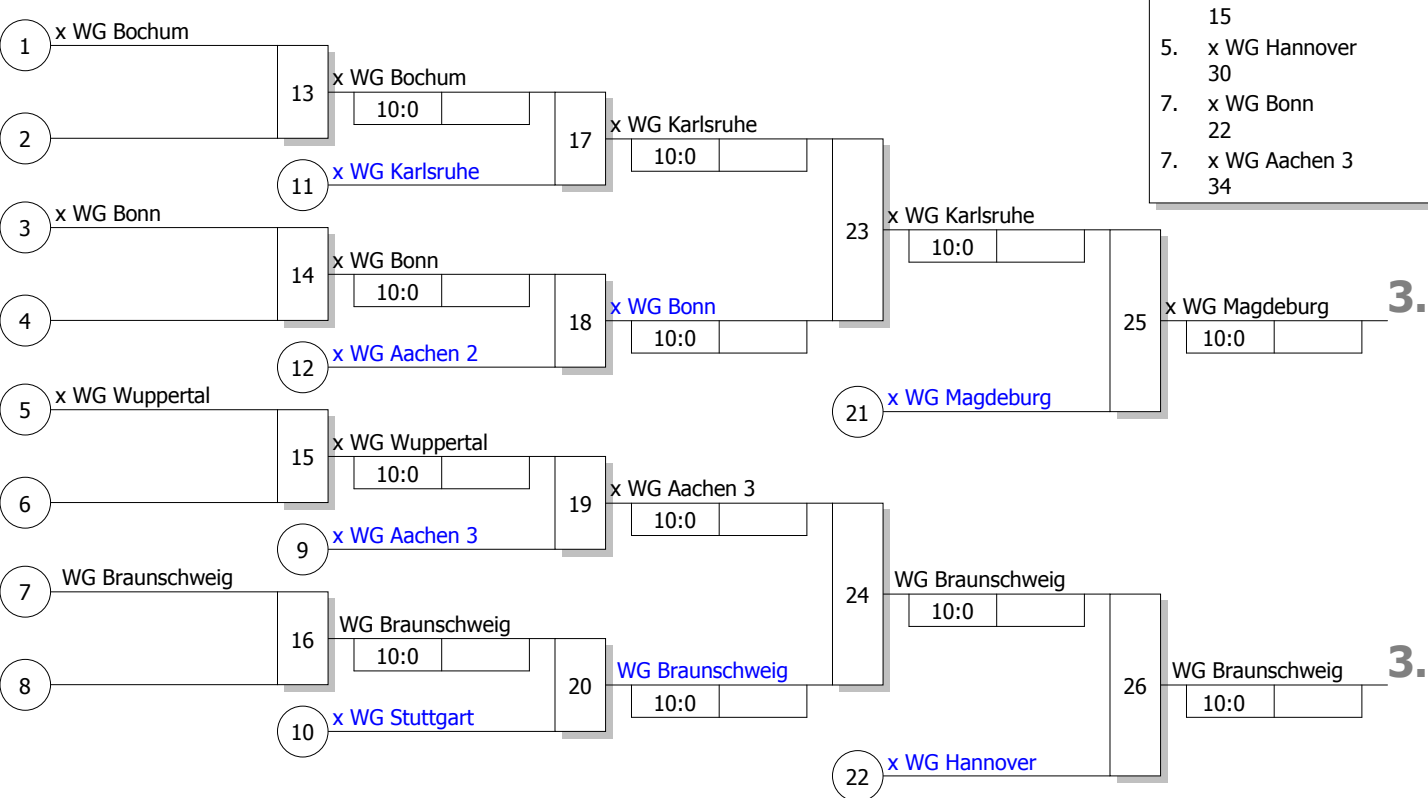 15
5. x WG Hannover
30
7. x WG Bonn
22
7. x WG Aachen 3
34
1 x WG Bochum
13 x WG Bochum
10:0
2
17 x WG Karlsruhe
10:0
11 x WG Karlsruhe
3 x WG Bonn
23 x WG Karlsruhe
10:0
14 x WG Bonn
10:0
4
18 x WG Bonn
10:0
12 x WG Aachen 2
25 x WG Magdeburg 3.
10:0
5 x WG Wuppertal
21 x WG Magdeburg
15 x WG Wuppertal
10:0
6
19 x WG Aachen 3
10:0
9 x WG Aachen 3
7 WG Braunschweig
24 WG Braunschweig
10:0
16 WG Braunschweig
10:0
8
20 WG Braunschweig
10:0
10 x WG Stuttgart
26 WG Braunschweig 3.
10:0
22 x WG Hannover